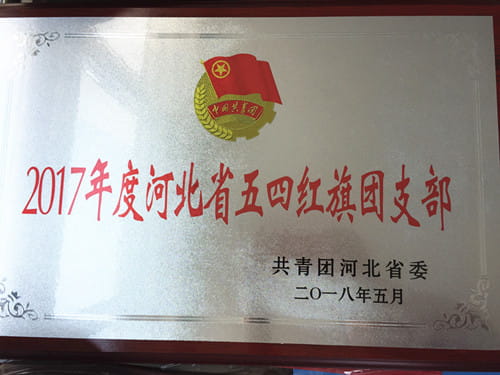 中国共青团
2017年度河北省五四红旗团支部
共青团河北省委
二〇一八年五月